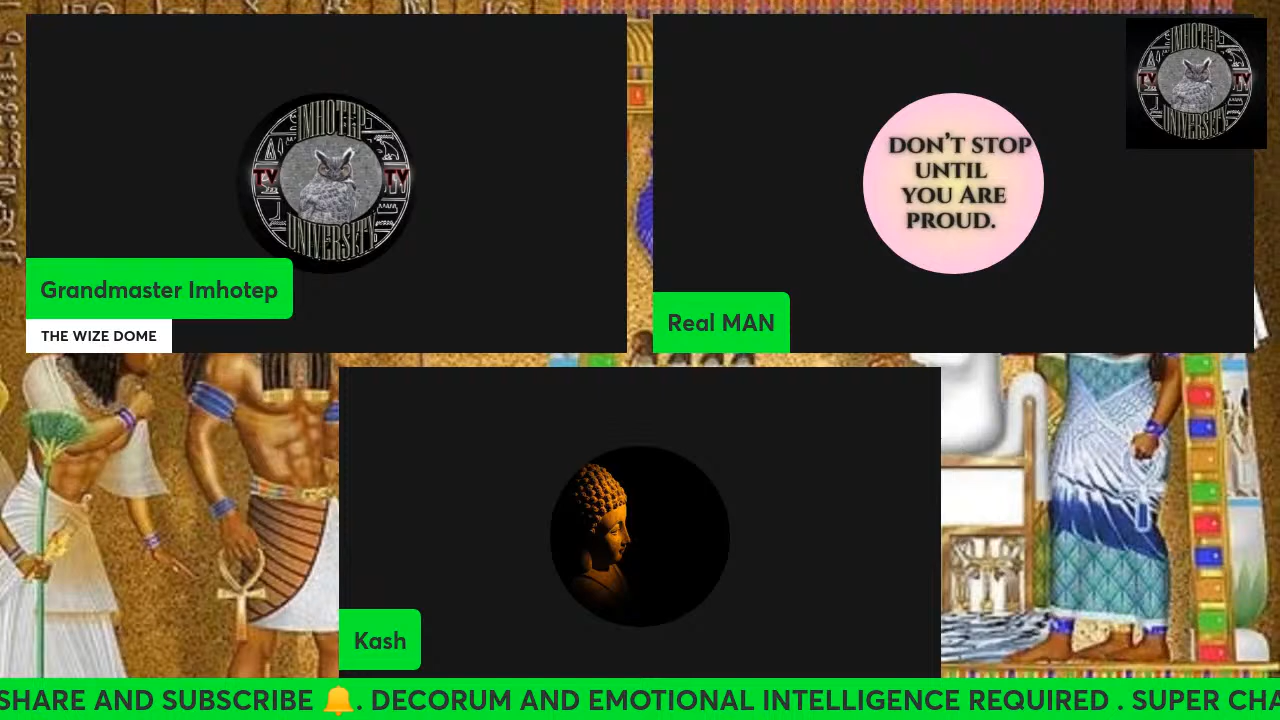 IMHOTEP
TV TV
UNIVERSITY
Grandmaster Imhotep
THE WIZE DOME
DON'T STOP
UNTIL
YOU ARE
PROUD.
Real MAN
IMHOTEP
TV TV
UNIVERSITY
Kash
SHARE AND SUBSCRIBE 🔔. DECORUM AND EMOTIONAL INTELLIGENCE REQUIRED . SUPER CHA